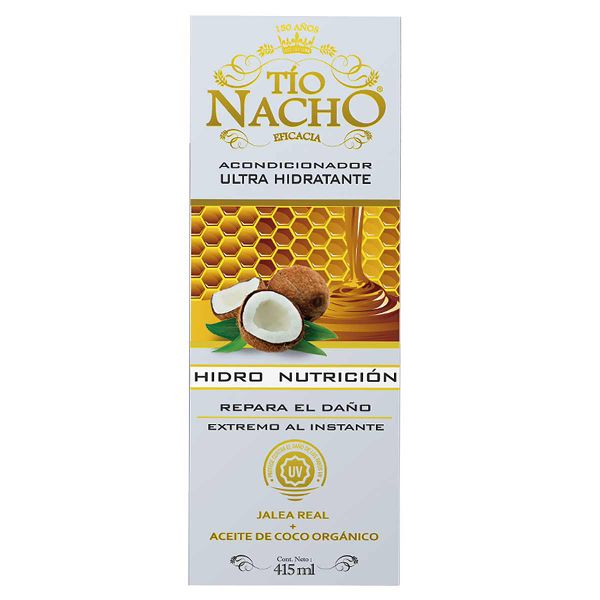 150 AÑOS
TÍO
NACHO®
EFICACIA
ACONDICIONADOR
ULTRA HIDRATANTE
HIDRO NUTRICIÓN
REPARA EL DAÑO
EXTREMO AL INSTANTE
UV
JALEA REAL
+
ACEITE DE COCO ORGÁNICO
Cont. Neto :
415 ml